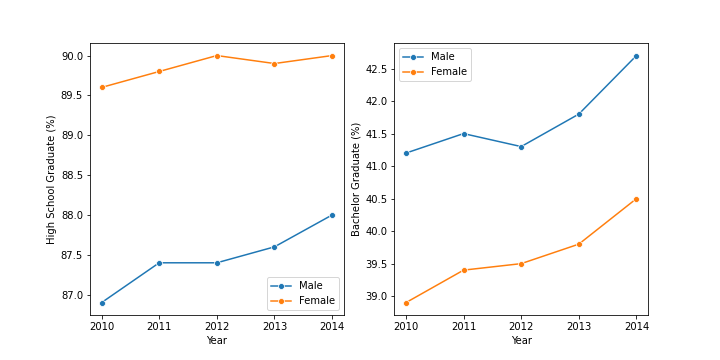 High School Graduate (%)
90.0
89.5
89.0
88.5
88.0
87.5
87.0
2010 2011 2012 2013 2014
Year
Male
Female
Bachelor Graduate (%)
42.5
42.0
41.5
41.0
40.5
40.0
39.5
39.0
2010 2011 2012 2013 2014
Year
Male
Female